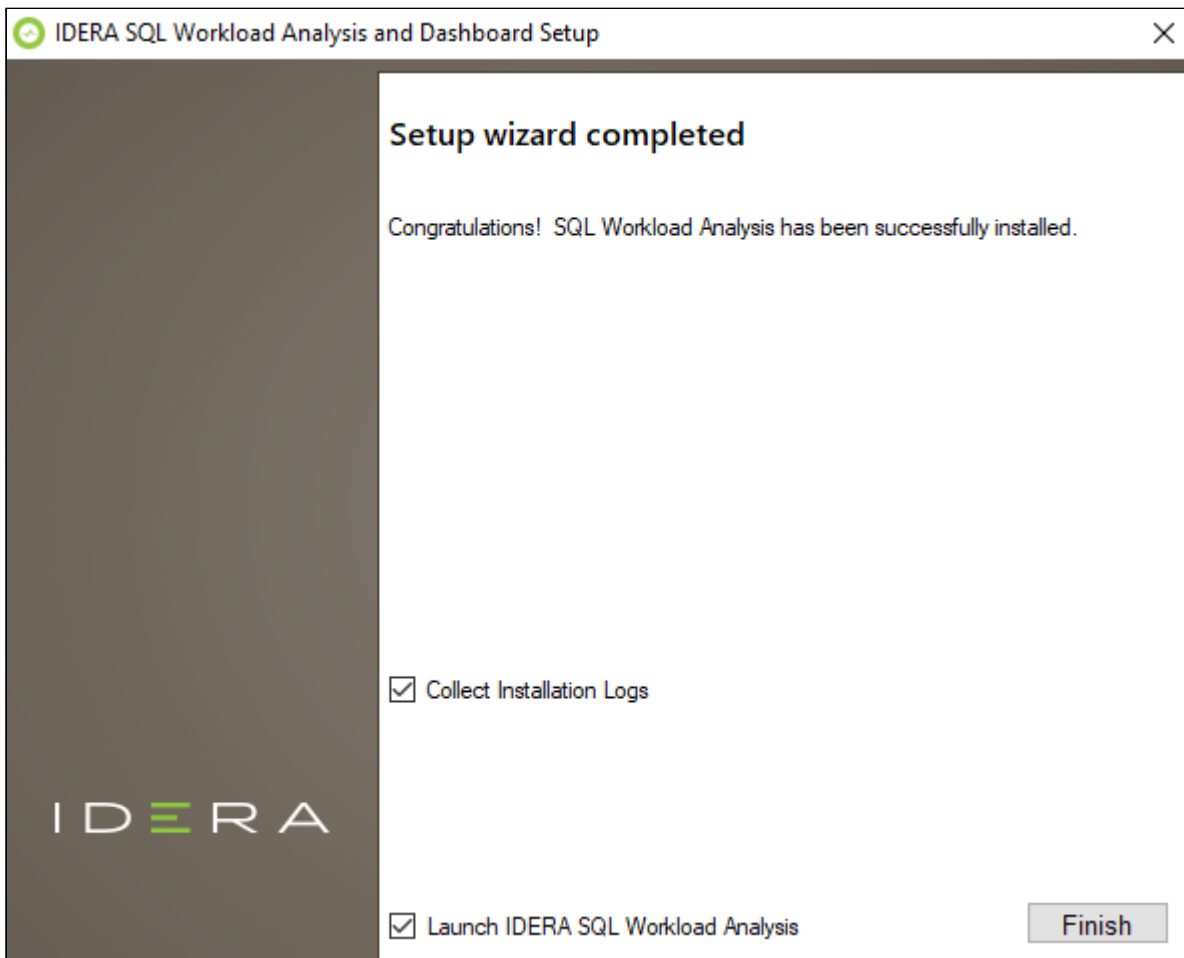 IDERA SQL Workload Analysis and Dashboard Setup
Setup wizard completed
Congratulations!  SQL Workload Analysis has been successfully installed.
Collect Installation Logs
IDERA
Launch IDERA SQL Workload Analysis
Finish